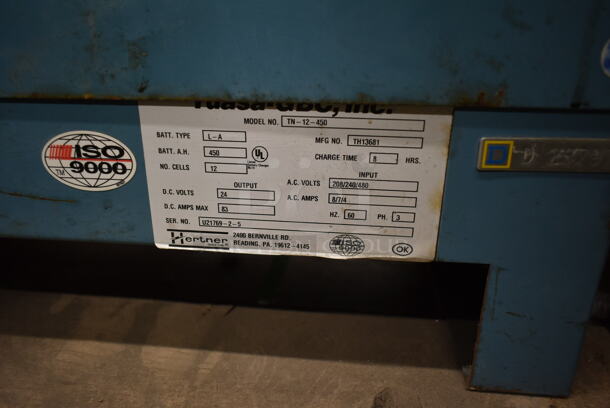 Yuasa-GBC, Inc.
MODEL NO. TN-12-450
BATT. TYPE L-A
MFG NO. TH13681
BATT. A.H. 450
CHARGE TIME 8 HRS.
NO. CELLS 12
UL
OUTPUT
INPUT
D.C. VOLTS 24
A.C. VOLTS 208/240/480
D.C. AMPS MAX 83
A.C. AMPS 8/7/4
HZ. 60 PH. 3
SER. NO. UZ1769-2-5
Hertner
2400 BERNVILLE RD.
READING, PA. 19612-4145
OK
ISO
9000
TM